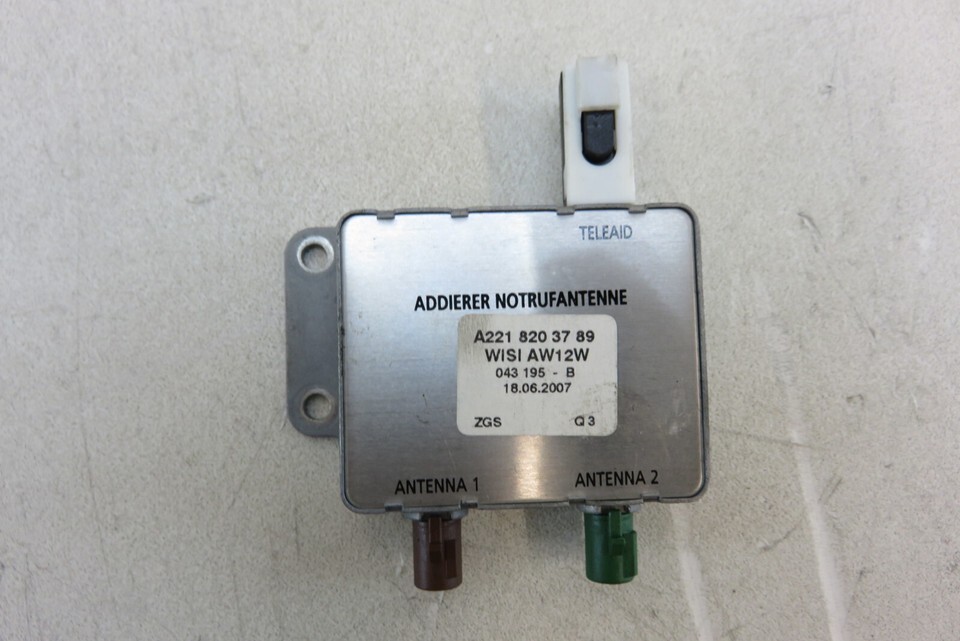 TELEAID
ADDIERER NOTRUFANTENNE
A221 820 37 89
WISI AW12W
043 195 - B
18.06.2007
ZGS Q3
ANTENNA 1 ANTENNA 2